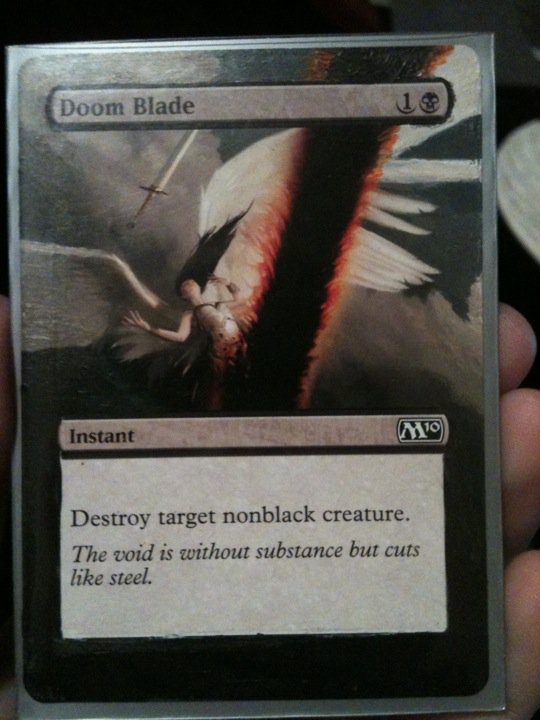 Doom Blade 1
Instant M10
Destroy target nonblack creature.
The void is without substance but cuts
like steel.